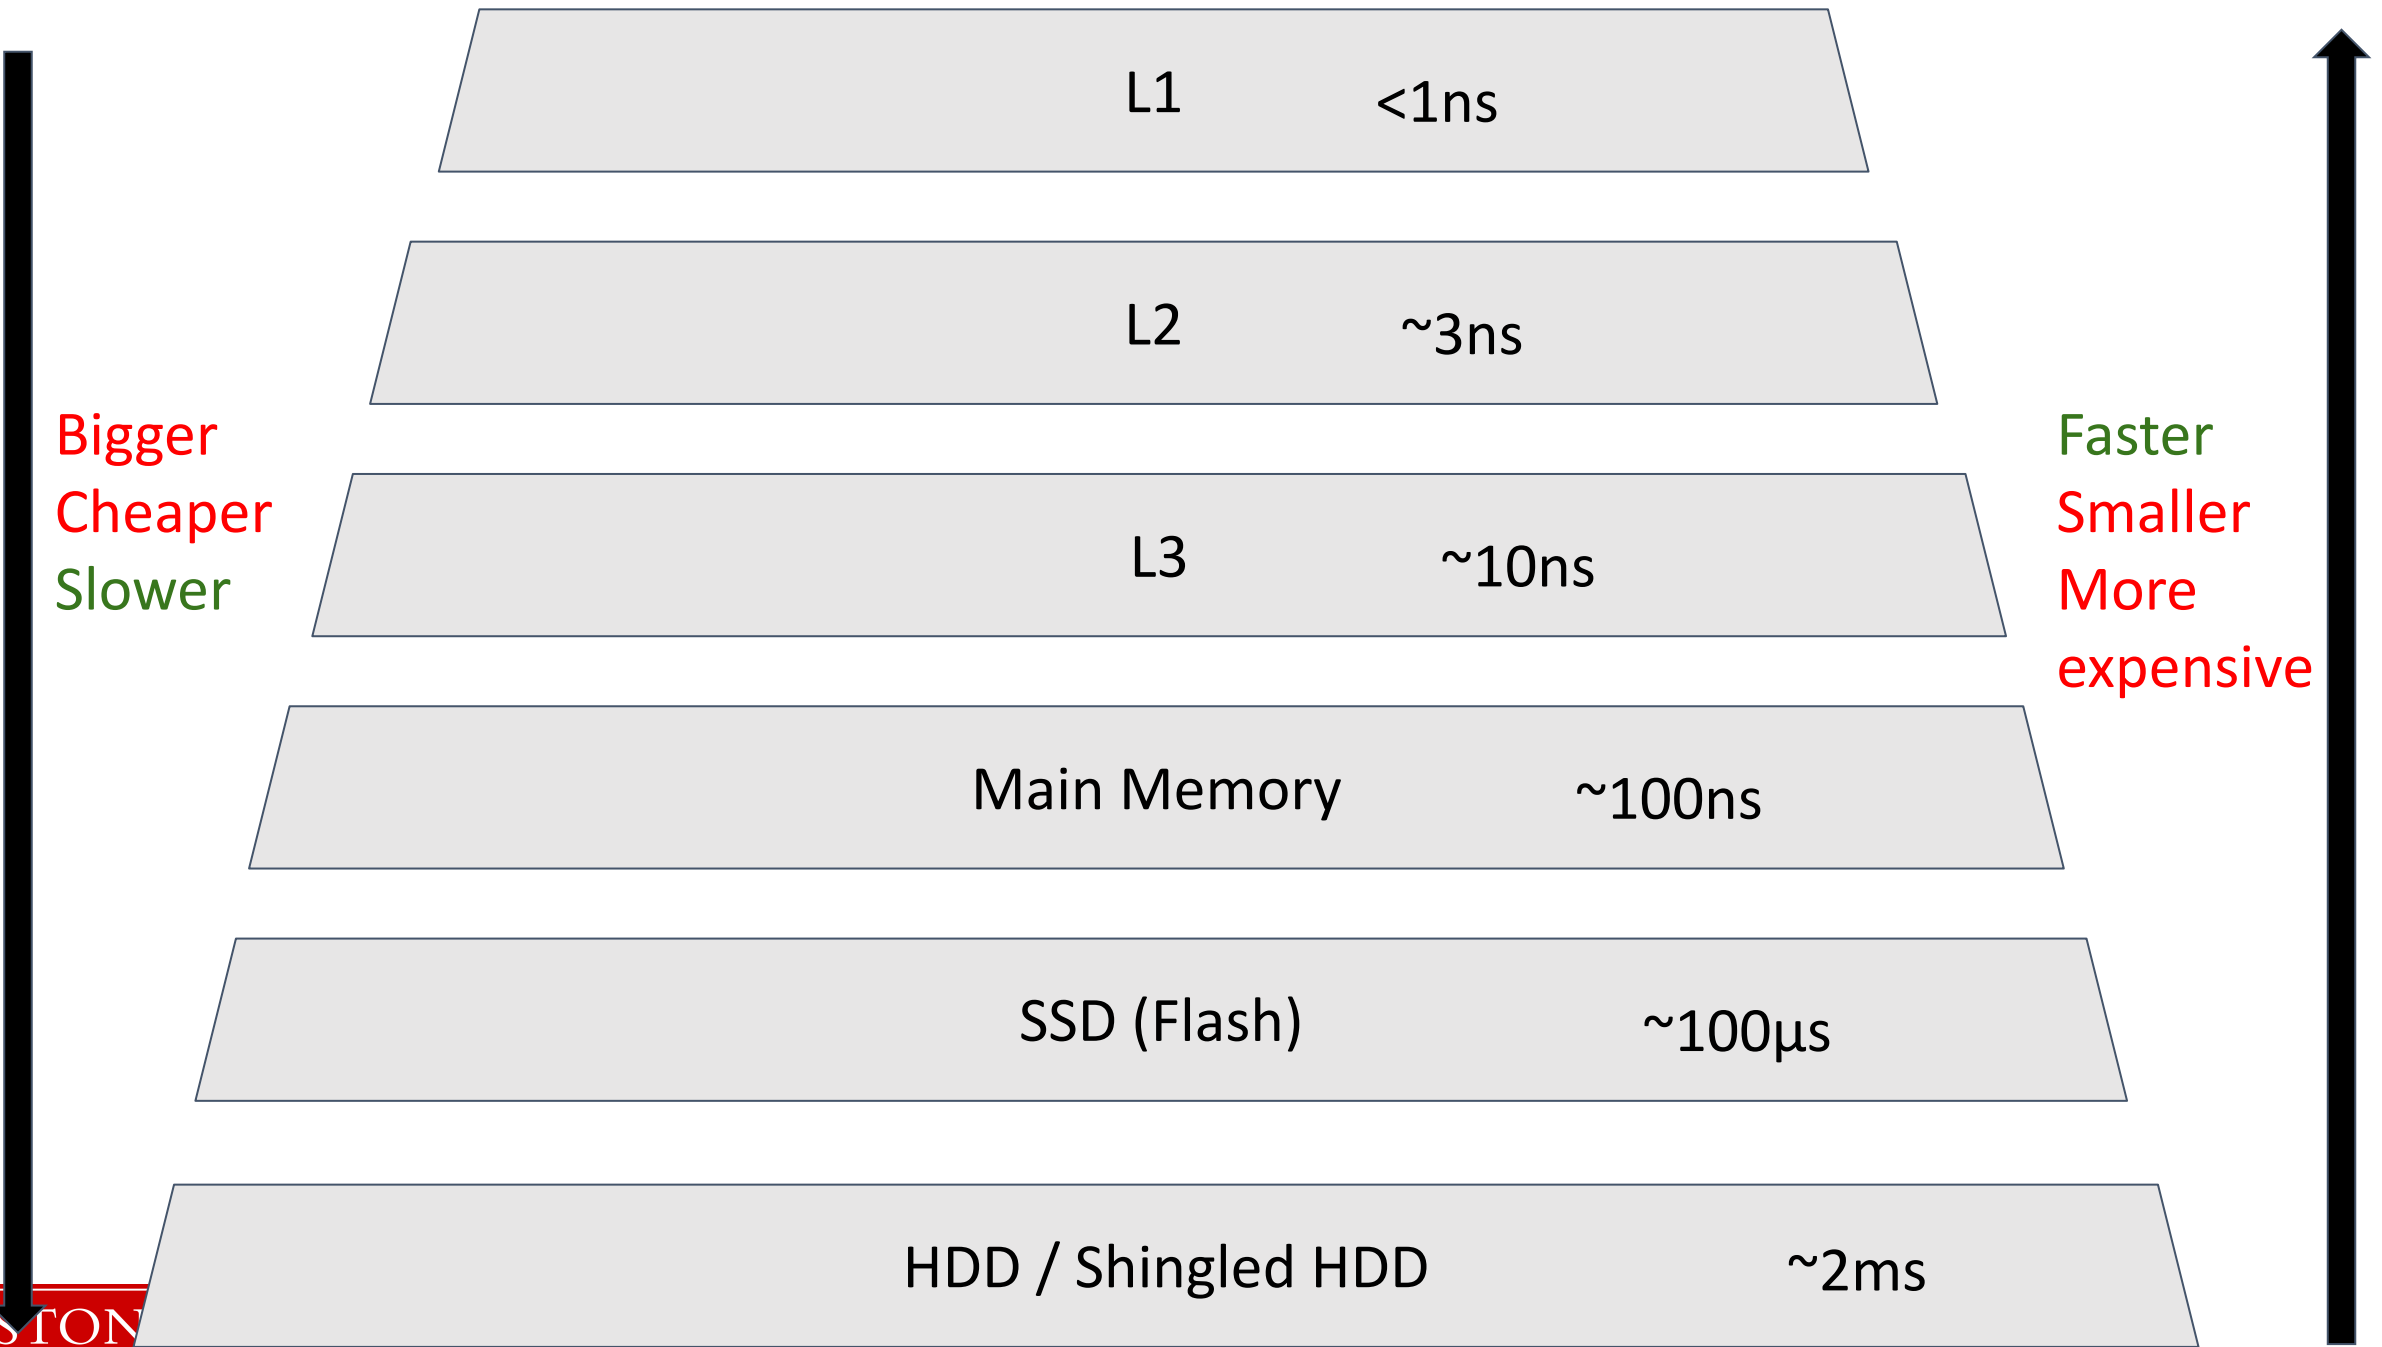 L1 <1ns
L2 ~3ns
Bigger
Cheaper
Slower
Faster
Smaller
More
expensive
L3 ~10ns
Main Memory ~100ns
SSD (Flash) ~100µs
HDD / Shingled HDD ~2ms